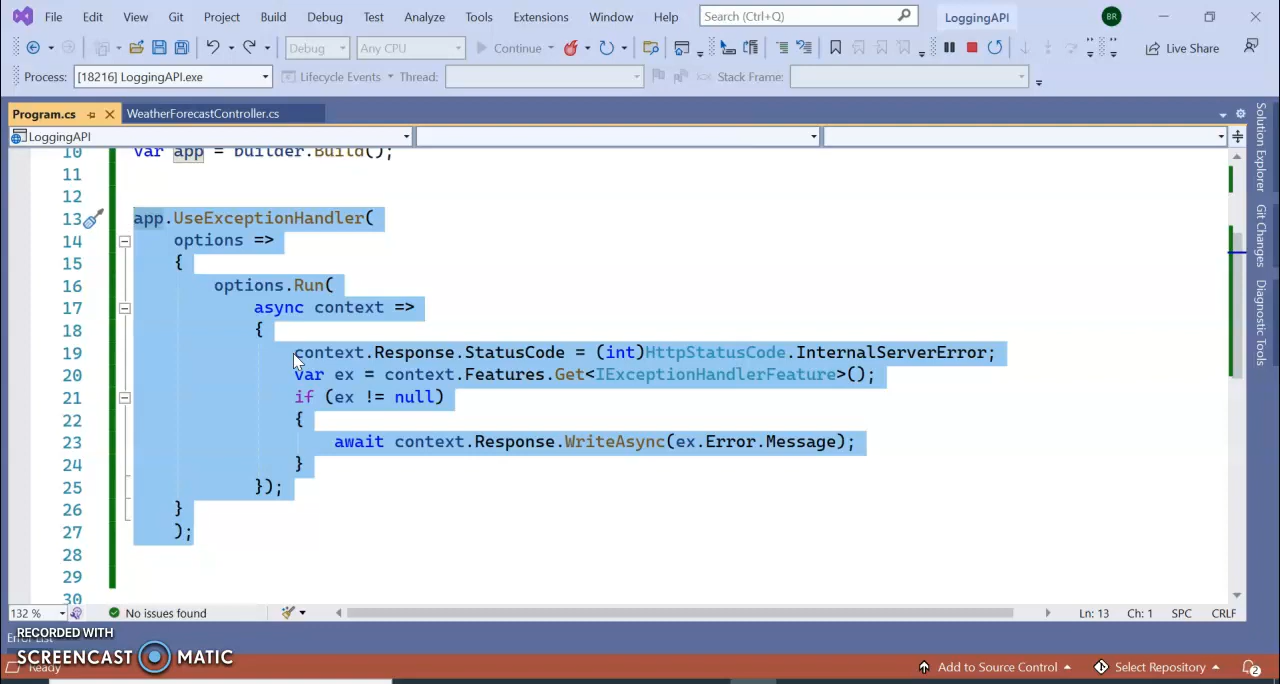 File Edit View Git Project Build Debug Test Analyze Tools Extensions Window Help Search (Ctrl+Q) LoggingAPI BR
Debug Any CPU Continue Live Share
Process: [18216] LoggingAPI.exe Lifecycle Events Thread: Stack Frame:
Program.cs WeatherForecastController.cs
LoggingAPI
10 var app = builder.Build();
11
12
13 app.UseExceptionHandler(
14 options =>
15 {
16 options.Run(
17 async context =>
18 {
19 context.Response.StatusCode = (int)HttpStatusCode.InternalServerError;
20 var ex = context.Features.Get<IExceptionHandlerFeature>();
21 if (ex != null)
22 {
23 await context.Response.WriteAsync(ex.Error.Message);
24 }
25 });
26 }
27 );
28
29
30
Solution Explorer
Git Changes
Diagnostic Tools
132 % No issues found Ln: 13 Ch: 1 SPC CRLF
Error List
RECORDED WITH
SCREENCAST MATIC
Ready Add to Source Control Select Repository 2